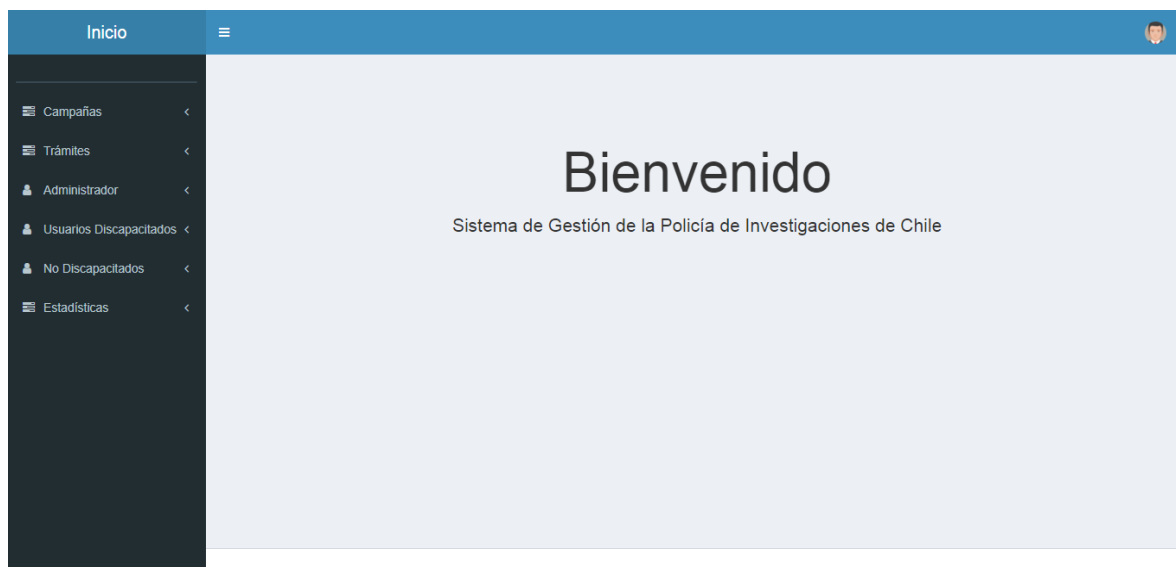 Inicio
Campañas
Trámites
Administrador
Usuarios Discapacitados
No Discapacitados
Estadísticas
Bienvenido
Sistema de Gestión de la Policía de Investigaciones de Chile